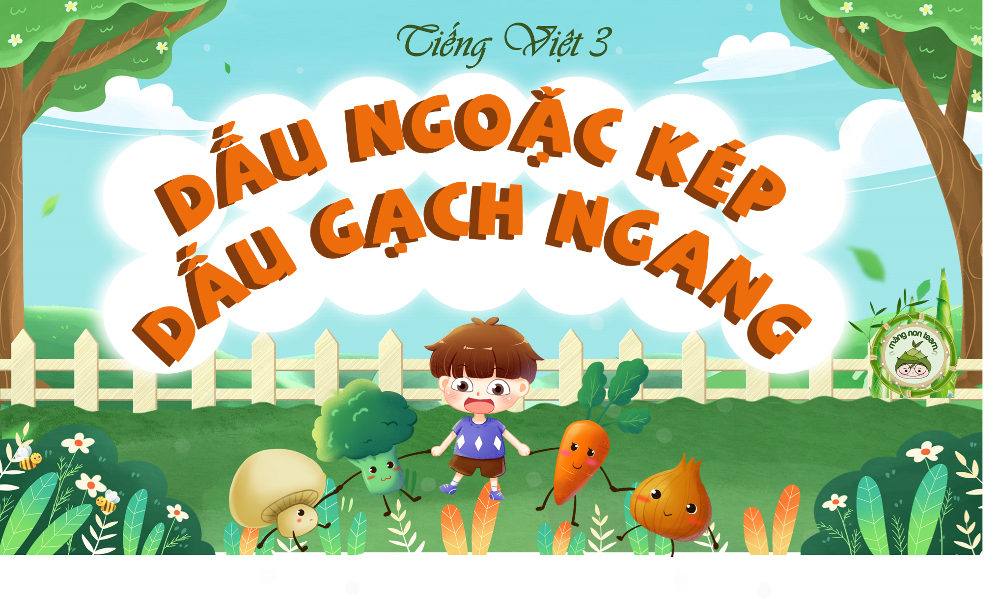 Tiếng Việt 3
DẤU NGOẶC KÉP
DẤU GẠCH NGANG
măng non team